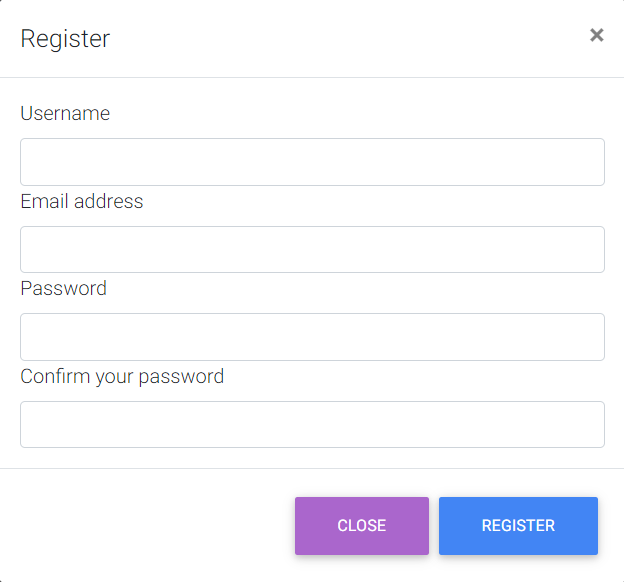 Register
×
Username
Email address
Password
Confirm your password
CLOSE
REGISTER